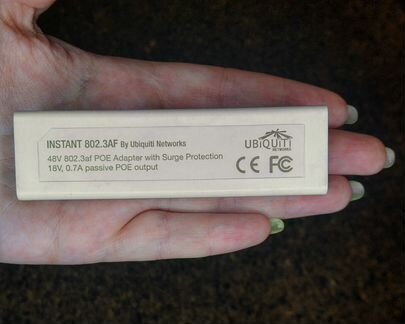 INSTANT 802.3AF By Ubiquiti Networks
48V 802.3af POE Adapter with Surge Protection
18V, 0.7A passive POE output
UBiQUiTi
NETWORKS
CE FC